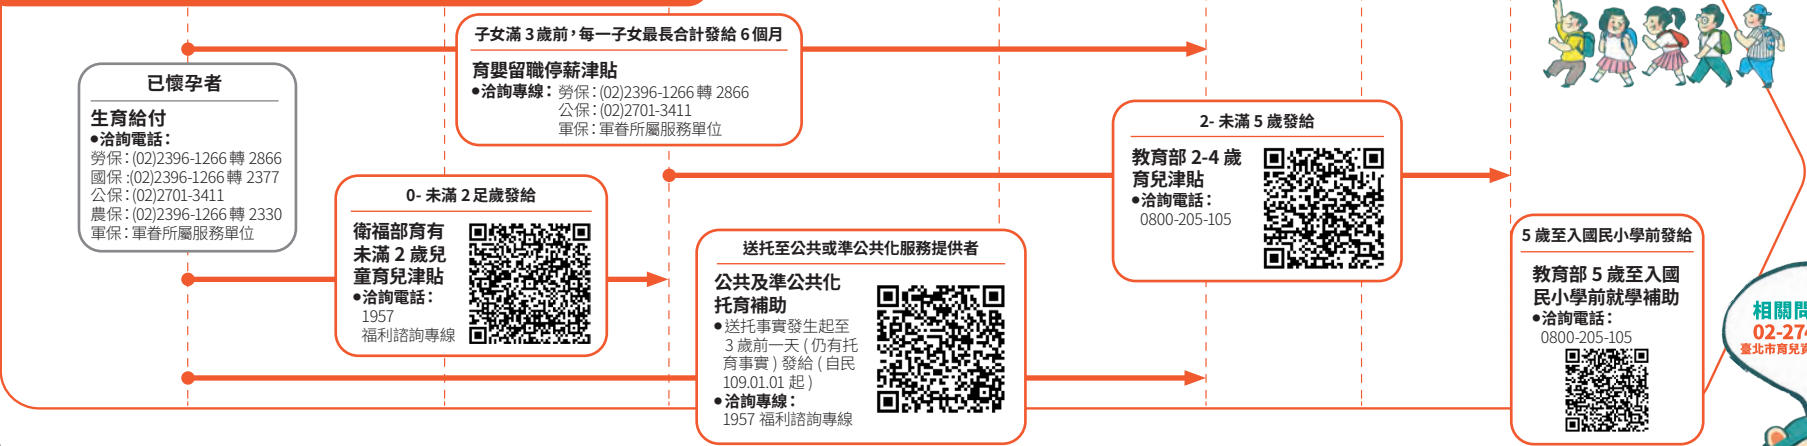 子女滿 3 歲前，每一子女最長合計發給 6 個月
育嬰留職停薪津貼
●洽詢專線：勞保：(02)2396-1266 轉 2866
公保：(02)2701-3411
軍保：軍眷所屬服務單位
已懷孕者
生育給付
●洽詢電話：
勞保：(02)2396-1266 轉 2866
國保 :(02)2396-1266 轉 2377
公保：(02)2701-3411
農保：(02)2396-1266 轉 2330
軍保：軍眷所屬服務單位
0- 未滿 2 足歲發給
衛福部育有
未滿 2 歲兒
童育兒津貼
●洽詢電話：
1957
福利諮詢專線
送托至公共或準公共化服務提供者
公共及準公共化
托育補助
●送托事實發生起至
3 歲前一天 ( 仍有托
育事實 ) 發給 ( 自民
109.01.01 起 )
●洽詢專線：
1957 福利諮詢專線
2- 未滿 5 歲發給
教育部 2-4 歲
育兒津貼
●洽詢電話：
0800-205-105
5 歲至入國民小學前發給
教育部 5 歲至入國
民小學前就學補助
●洽詢電話：
0800-205-105
相關問
02-27
臺北市育兒